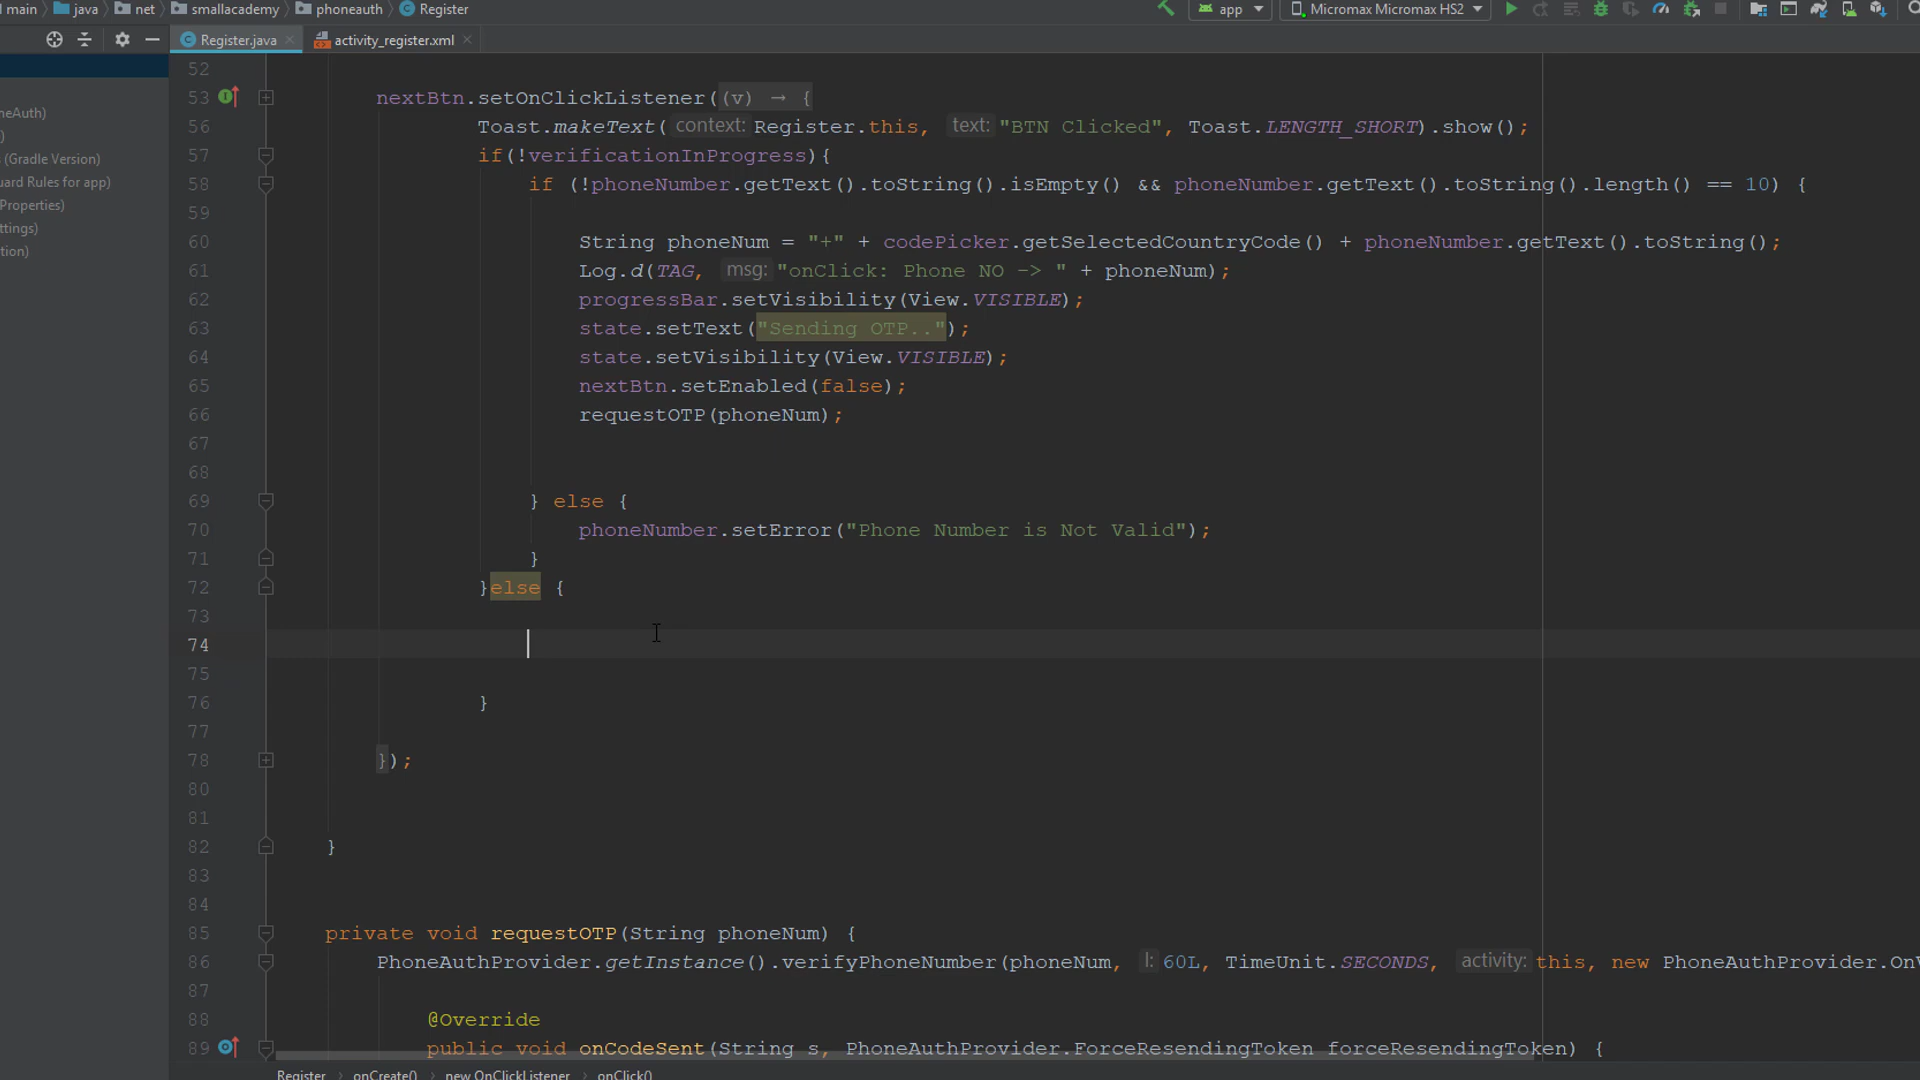 main java net smallacademy phoneauth Register app Micromax Micromax HS2
Register.java activity_register.xml
52
53 nextBtn.setOnClickListener((v) → {
56 Toast.makeText( context: Register.this, text: "BTN Clicked", Toast.LENGTH_SHORT).show();
57 if(!verificationInProgress){
58 if (!phoneNumber.getText().toString().isEmpty() && phoneNumber.getText().toString().length() == 10) {
59
60 String phoneNum = "+" + codePicker.getSelectedCountryCode() + phoneNumber.getText().toString();
61 Log.d(TAG, msg: "onClick: Phone NO -> " + phoneNum);
62 progressBar.setVisibility(View.VISIBLE);
63 state.setText("Sending OTP..");
64 state.setVisibility(View.VISIBLE);
65 nextBtn.setEnabled(false);
66 requestOTP(phoneNum);
67
68
69 } else {
70 phoneNumber.setError("Phone Number is Not Valid");
71 }
72 }else {
73
74
75
76 }
77
78 });
80
81
82 }
83
84
85 private void requestOTP(String phoneNum) {
86 PhoneAuthProvider.getInstance().verifyPhoneNumber(phoneNum, l: 60L, TimeUnit.SECONDS, activity: this, new PhoneAuthProvider.OnV
87
88 @Override
89 public void onCodeSent(String s, PhoneAuthProvider.ForceResendingToken forceResendingToken) {
Register › onCreate() › new OnClickListener › onClick()
neAuth)
)
(Gradle Version)
uard Rules for app)
Properties)
ttings)
tion)